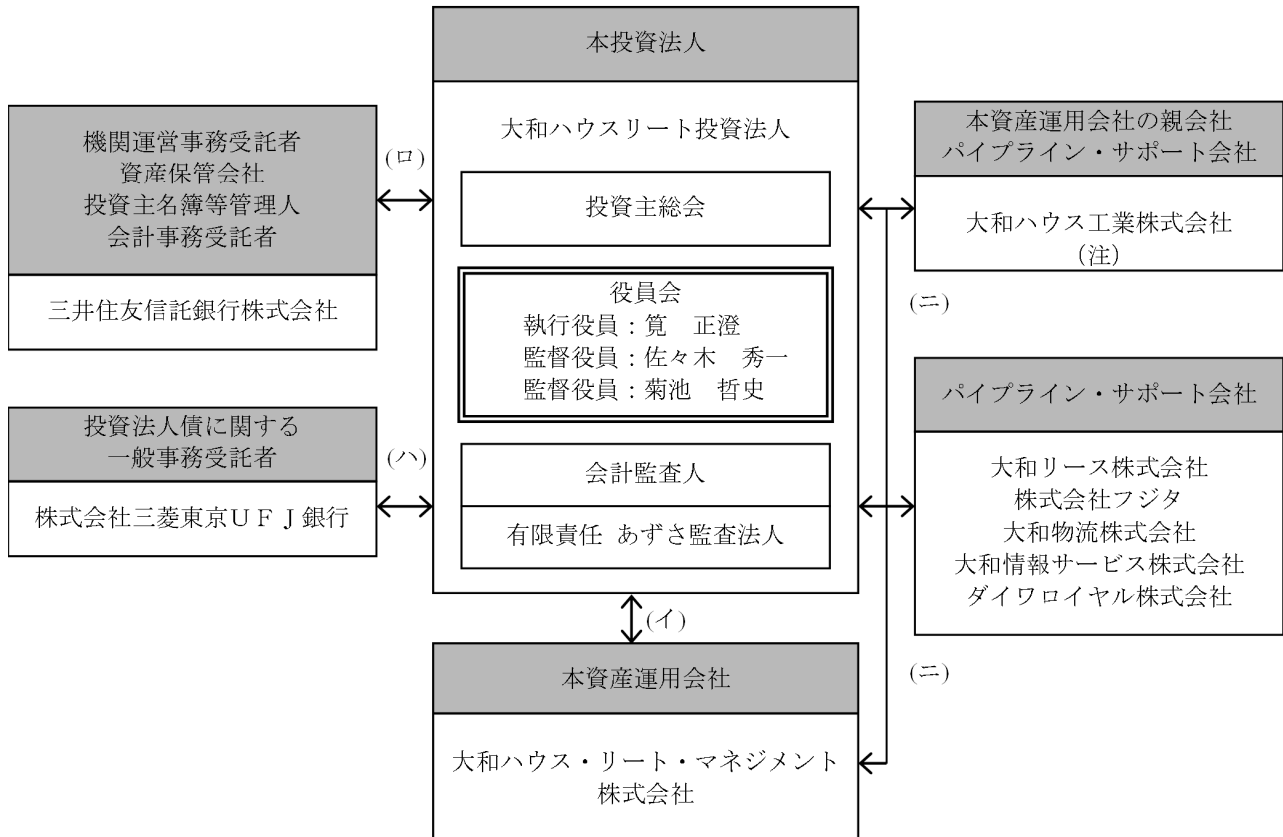 本投資法人
大和ハウスリート投資法人
投資主総会
役員会
執行役員：筧　正澄
監督役員：佐々木　秀一
監督役員：菊池　哲史
会計監査人
有限責任 あずさ監査法人
機関運営事務受託者
資産保管会社
投資主名簿等管理人
会計事務受託者
三井住友信託銀行株式会社
(ロ)
投資法人債に関する
一般事務受託者
株式会社三菱東京ＵＦＪ銀行
(ハ)
本資産運用会社の親会社
パイプライン・サポート会社
大和ハウス工業株式会社
（注）
(ニ)
パイプライン・サポート会社
大和リース株式会社
株式会社フジタ
大和物流株式会社
大和情報サービス株式会社
ダイワロイヤル株式会社
(ニ)
(イ)
本資産運用会社
大和ハウス・リート・マネジメント
株式会社